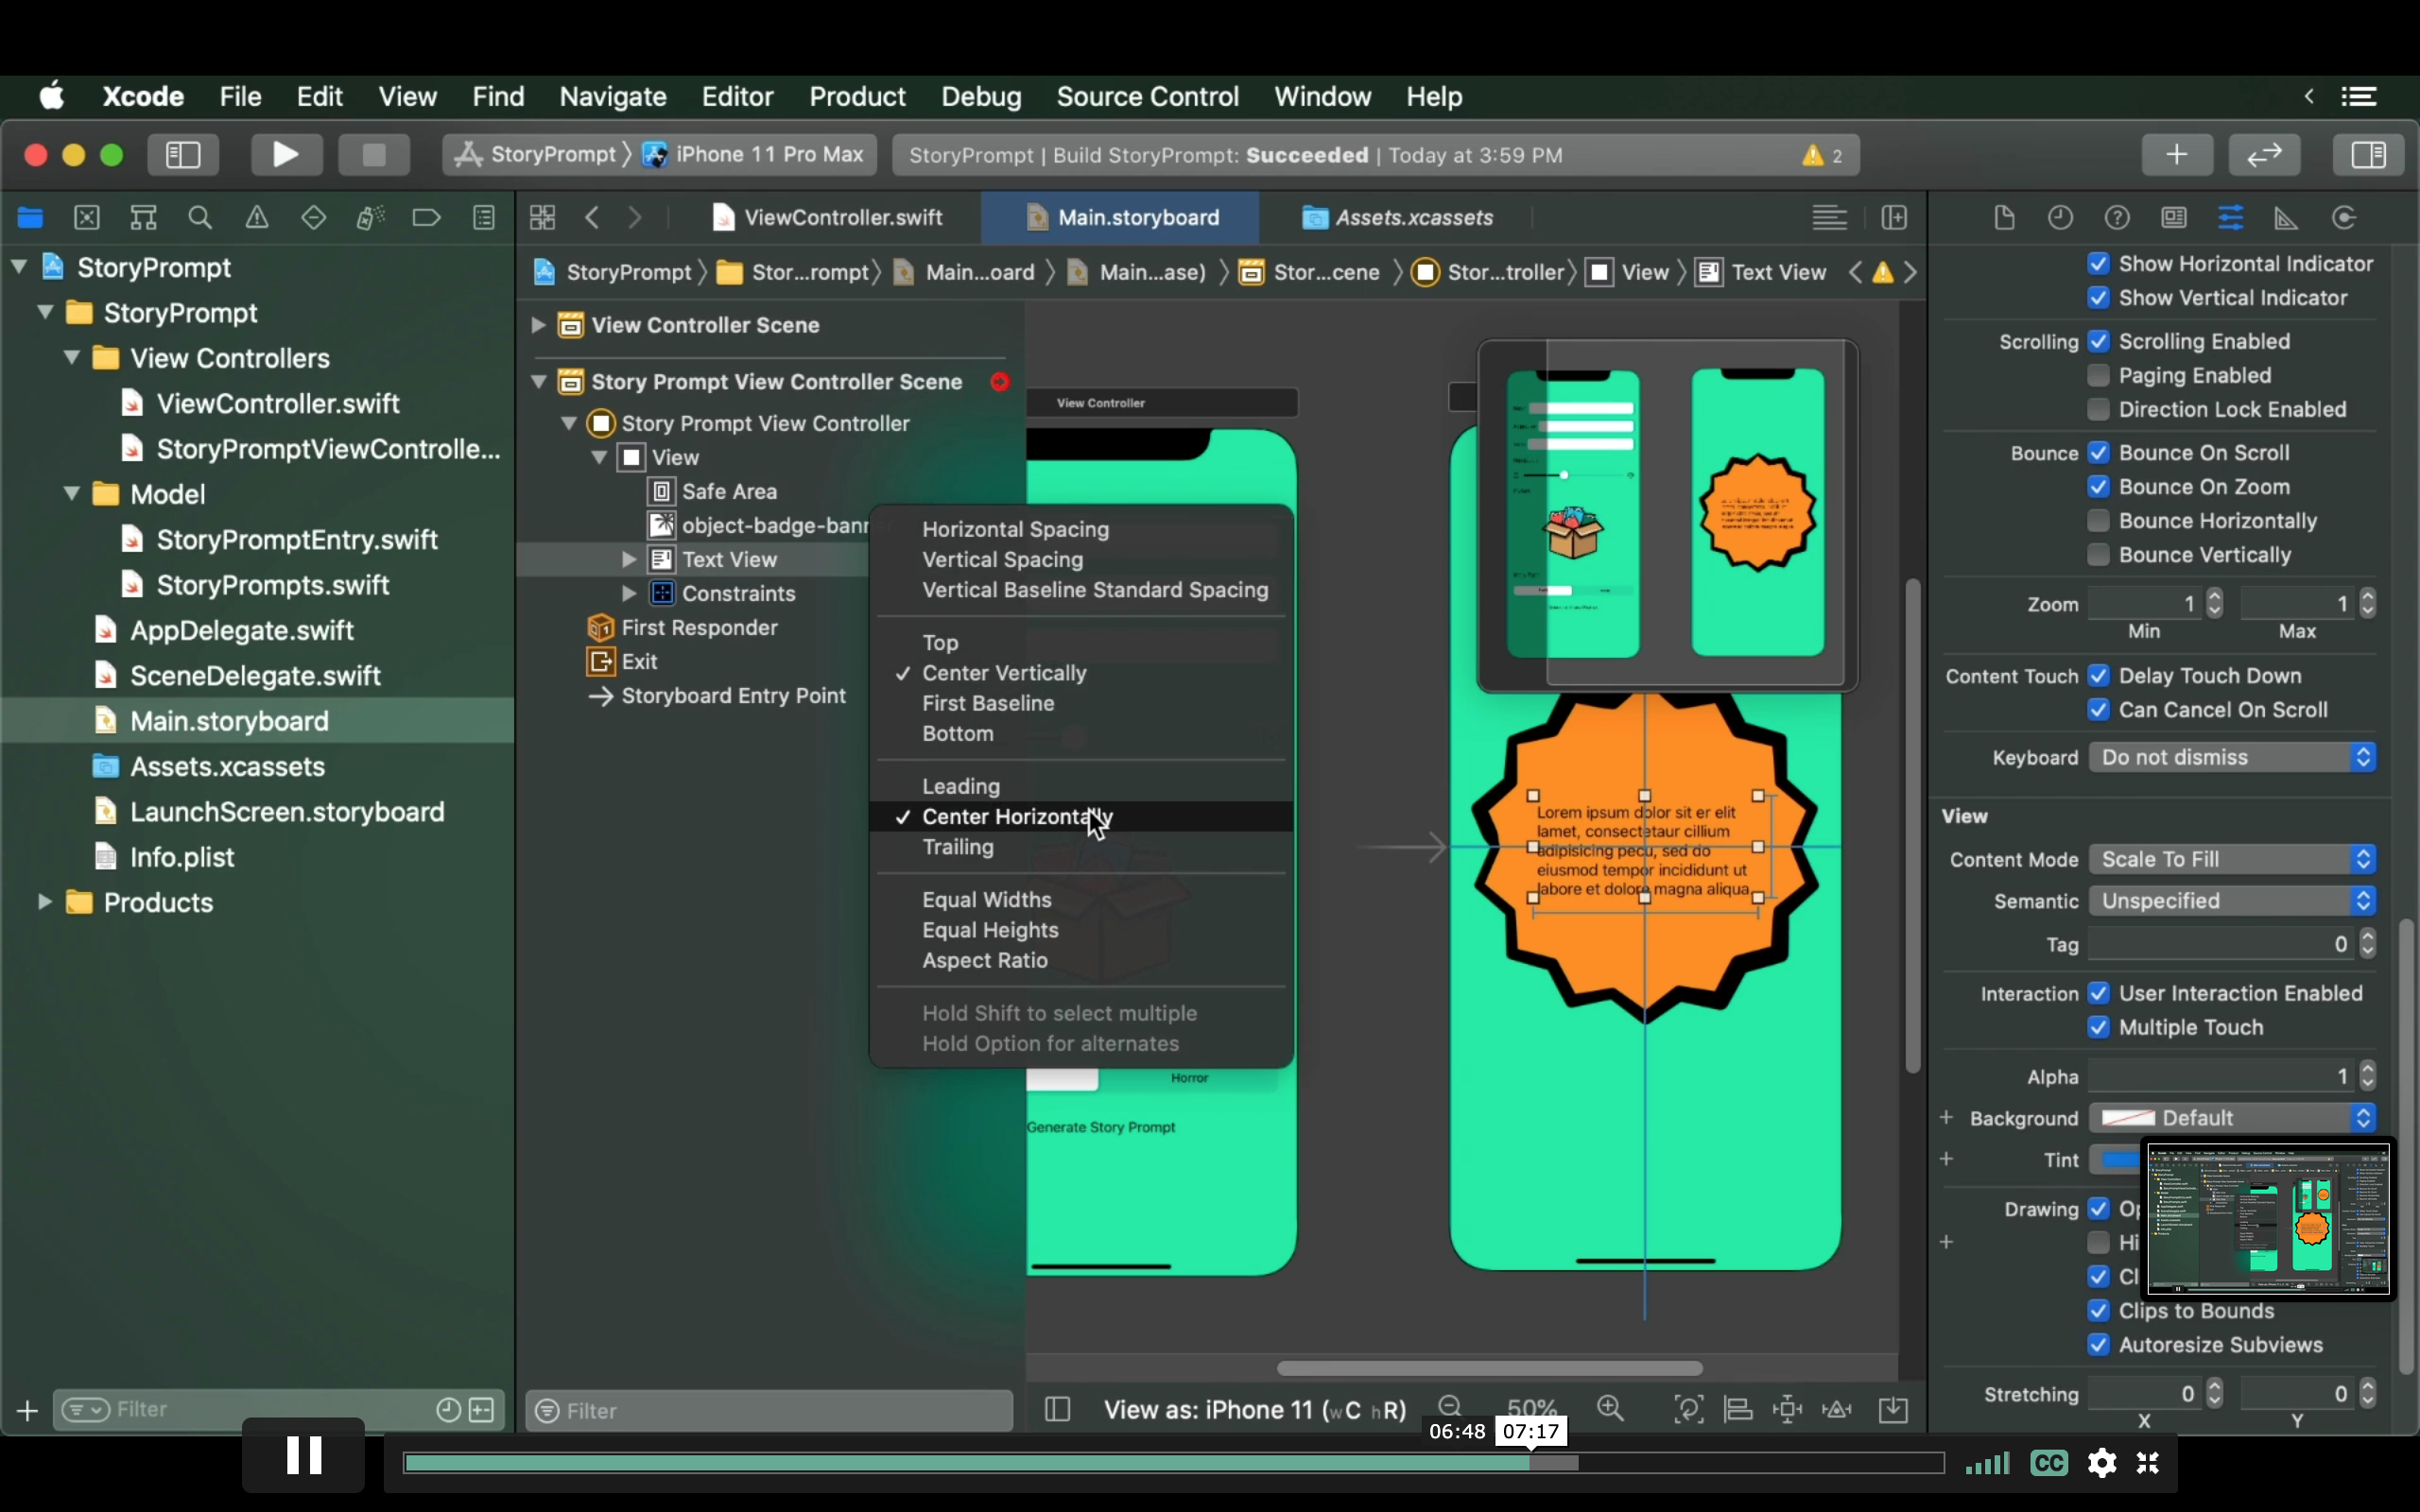 Xcode File Edit View Find Navigate Editor Product Debug Source Control Window Help
StoryPrompt iPhone 11 Pro Max
StoryPrompt | Build StoryPrompt: Succeeded | Today at 3:59 PM
2
ViewController.swift
Main.storyboard
Assets.xcassets
StoryPrompt
StoryPrompt
View Controllers
ViewController.swift
StoryPromptViewControlle...
Model
StoryPromptEntry.swift
StoryPrompts.swift
AppDelegate.swift
SceneDelegate.swift
Main.storyboard
Assets.xcassets
LaunchScreen.storyboard
Info.plist
Products
Filter
StoryPrompt Stor...rompt Main...oard Main...ase) Stor...cene Stor...troller View Text View
View Controller Scene
Story Prompt View Controller Scene
Story Prompt View Controller
View
Safe Area
object-badge-bann
Text View
Constraints
First Responder
Exit
Storyboard Entry Point
Filter
Horizontal Spacing
Vertical Spacing
Vertical Baseline Standard Spacing
Top
✓ Center Vertically
First Baseline
Bottom
Leading
✓ Center Horizontally
Trailing
Equal Widths
Equal Heights
Aspect Ratio
Hold Shift to select multiple
Hold Option for alternates
View Controller
Horror
Generate Story Prompt
Lorem ipsum dolor sit er elit
lamet, consectetaur cillium
adipisicing pecu, sed do
eiusmod tempor incididunt ut
labore et dolore magna aliqua.
View as: iPhone 11 (wC hR)
50%
Show Horizontal Indicator
Show Vertical Indicator
Scrolling Scrolling Enabled
Paging Enabled
Direction Lock Enabled
Bounce Bounce On Scroll
Bounce On Zoom
Bounce Horizontally
Bounce Vertically
Zoom 1 1
Min Max
Content Touch Delay Touch Down
Can Cancel On Scroll
Keyboard Do not dismiss
View
Content Mode Scale To Fill
Semantic Unspecified
Tag 0
Interaction User Interaction Enabled
Multiple Touch
Alpha 1
+ Background Default
+ Tint
Drawing Op
+ Hi
Cl
Clips to Bounds
Autoresize Subviews
Stretching 0 0
X Y
06:48 07:17
CC